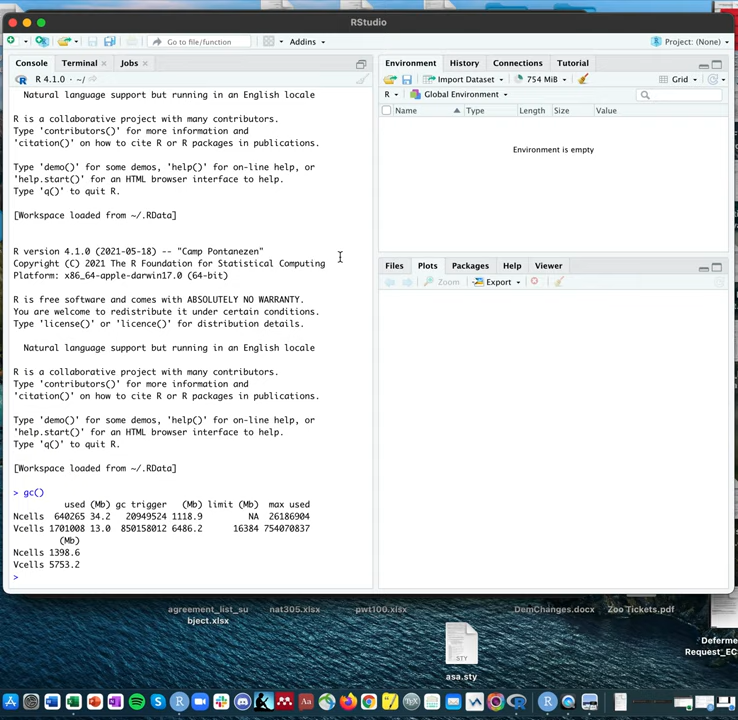 RStudio
Go to file/function
Addins
Project: (None)
Console Terminal Jobs
R 4.1.0 · ~/
Natural language support but running in an English locale
R is a collaborative project with many contributors.
Type 'contributors()' for more information and
'citation()' on how to cite R or R packages in publications.
Type 'demo()' for some demos, 'help()' for on-line help, or
'help.start()' for an HTML browser interface to help.
Type 'q()' to quit R.
[Workspace loaded from ~/.RData]
R version 4.1.0 (2021-05-18) -- "Camp Pontanezen"
Copyright (C) 2021 The R Foundation for Statistical Computing
Platform: x86_64-apple-darwin17.0 (64-bit)
R is free software and comes with ABSOLUTELY NO WARRANTY.
You are welcome to redistribute it under certain conditions.
Type 'license()' or 'licence()' for distribution details.
Natural language support but running in an English locale
R is a collaborative project with many contributors.
Type 'contributors()' for more information and
'citation()' on how to cite R or R packages in publications.
Type 'demo()' for some demos, 'help()' for on-line help, or
'help.start()' for an HTML browser interface to help.
Type 'q()' to quit R.
[Workspace loaded from ~/.RData]
> gc()
used (Mb) gc trigger (Mb) limit (Mb) max used
Ncells 640265 34.2 20949524 1118.9 NA 26186904
Vcells 1701008 13.0 850158012 6486.2 16384 754070837
(Mb)
Ncells 1398.6
Vcells 5753.2
>
Environment History Connections Tutorial
Import Dataset 754 MiB Grid
R Global Environment
Name Type Length Size Value
Environment is empty
Files Plots Packages Help Viewer
Zoom Export
agreement_list_su
bject.xlsx
nat305.xlsx
pwt100.xlsx
DemChanges.docx
Zoo Tickets.pdf
Deferme
Request_EC
STY
asa.sty